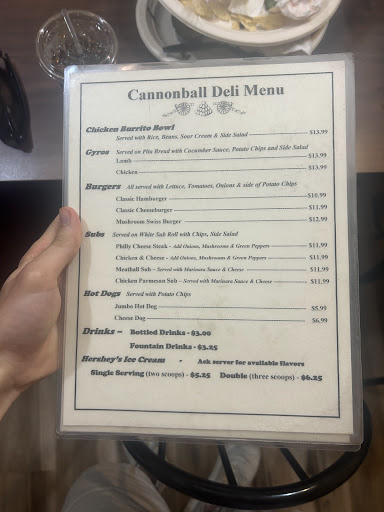 Cannonball Deli Menu
Chicken Burrito Bowl
Served with Rice, Beans, Sour Cream & Side Salad $13.99
Gyros Served on Pita Bread with Cucumber Sauce, Potato Chips and Side Salad
Lamb $13.99
Chicken $13.99
Burgers All served with Lettuce, Tomatoes, Onions & side of Potato Chips
Classic Hamburger $10.99
Classic Cheeseburger $11.99
Mushroom Swiss Burger $12.99
Subs Served on White Sub Roll with Chips, Side Salad
Philly Cheese Steak - Add Onions, Mushrooms & Green Peppers $11.99
Chicken & Cheese - Add Onions, Mushrooms & Green Peppers $11.99
Meatball Sub - Served with Marinara Sauce & Cheese $11.99
Chicken Parmesan Sub - Served with Marinara Sauce & Cheese $11.99
Hot Dogs Served with Potato Chips
Jumbo Hot Dog $5.99
Cheese Dog $6.99
Drinks – Bottled Drinks - $3.00
Fountain Drinks - $3.25
Hershey's Ice Cream - Ask server for available flavors
Single Serving (two scoops) - $5.25 Double (three scoops) - $6.25